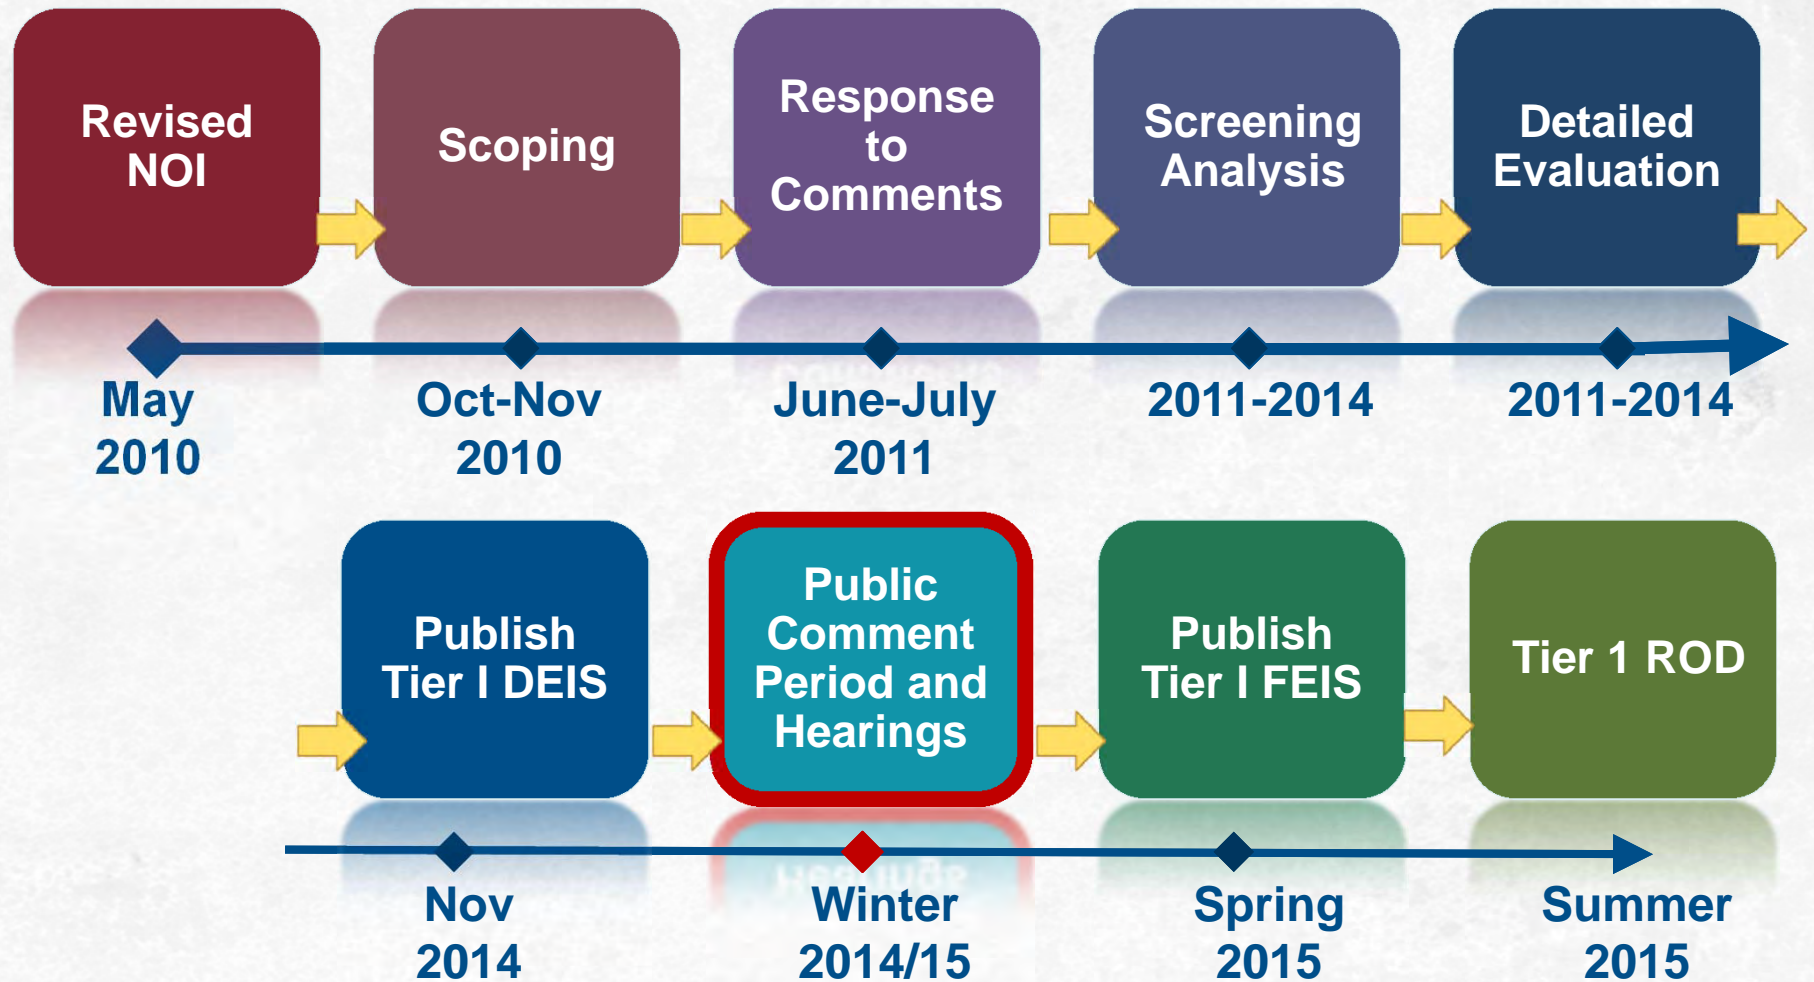 Revised
NOI
Scoping
Response
to
Comments
Screening
Analysis
Detailed
Evaluation
May
2010
Oct-Nov
2010
June-July
2011
2011-2014
2011-2014
Publish
Tier I DEIS
Public
Comment
Period and
Hearings
Publish
Tier I FEIS
Tier 1 ROD
Nov
2014
Winter
2014/15
Spring
2015
Summer
2015